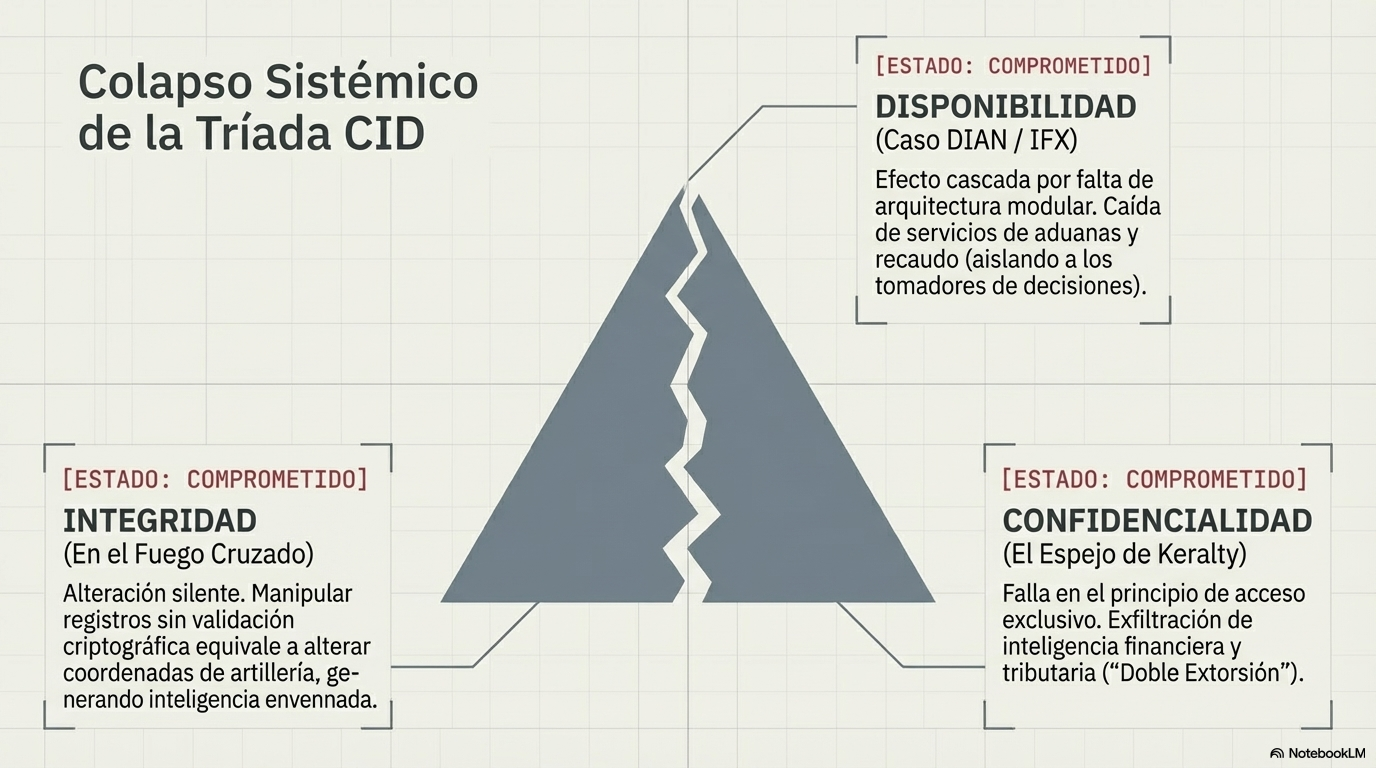 Colapso Sistémico
de la Tríada CID
[ESTADO: COMPROMETIDO]
DISPONIBILIDAD
(Caso DIAN / IFX)
Efecto cascada por falta de
arquitectura modular. Caída
de servicios de aduanas y
recaudo (aislando a los
tomadores de decisiones).
[ESTADO: COMPROMETIDO]
INTEGRIDAD
(En el Fuego Cruzado)
Alteración silente. Manipular
registros sin validación
criptográfica equivale a alterar
coordenadas de artillería, ge-
nerando inteligencia envennada.
[ESTADO: COMPROMETIDO]
CONFIDENCIALIDAD
(El Espejo de Keralty)
Falla en el principio de acceso
exclusivo. Exfiltración de
inteligencia financiera y
tributaria (“Doble Extorsión”).
NotebookLM